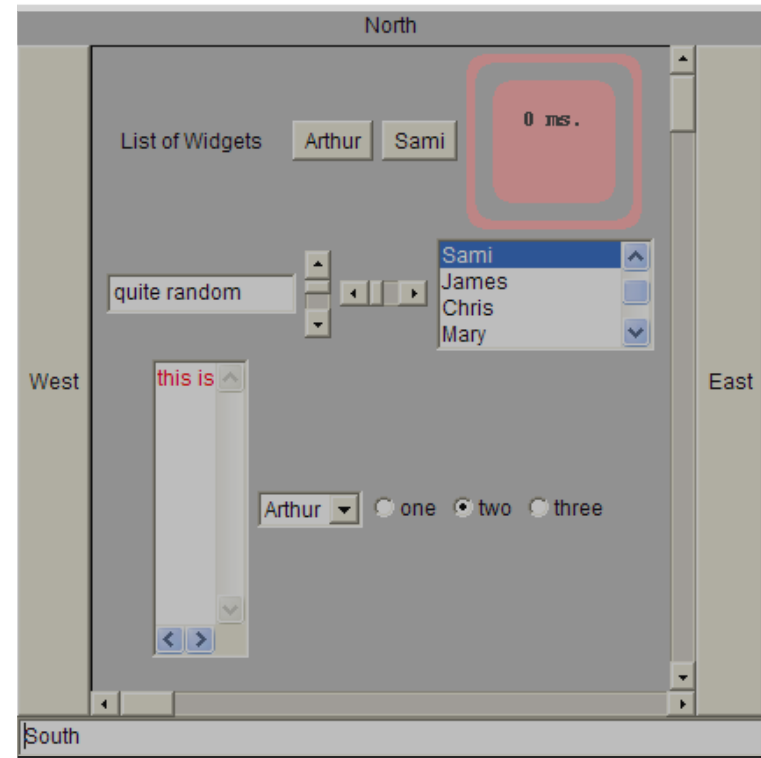 North
List of Widgets
Arthur
Sami
0 ms.
quite random
Sami
James
Chris
Mary
West
this is
East
Arthur
one
two
three
South